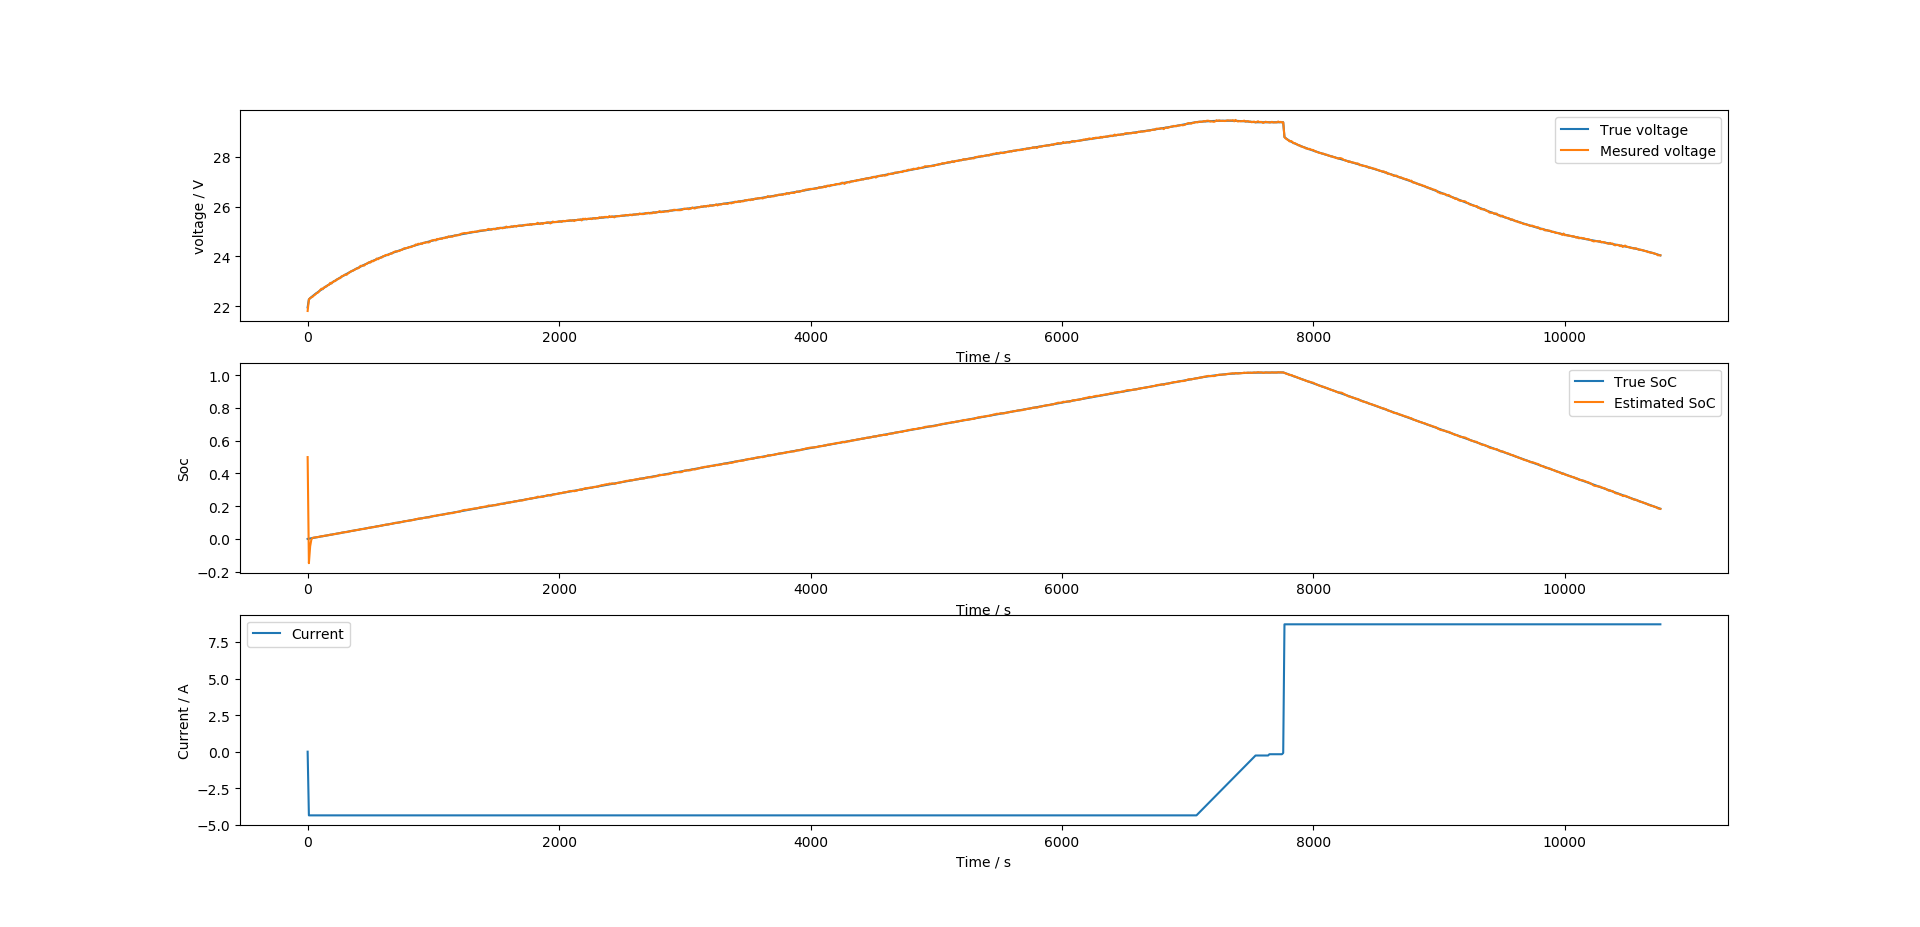 True voltage
Mesured voltage
voltage / V
28
26
24
22
0 2000 4000 6000 8000 10000
Time / s
True SoC
Estimated SoC
Soc
1.0
0.8
0.6
0.4
0.2
0.0
−0.2
0 2000 4000 6000 8000 10000
Time / s
Current
Current / A
7.5
5.0
2.5
0.0
−2.5
−5.0
0 2000 4000 6000 8000 10000
Time / s